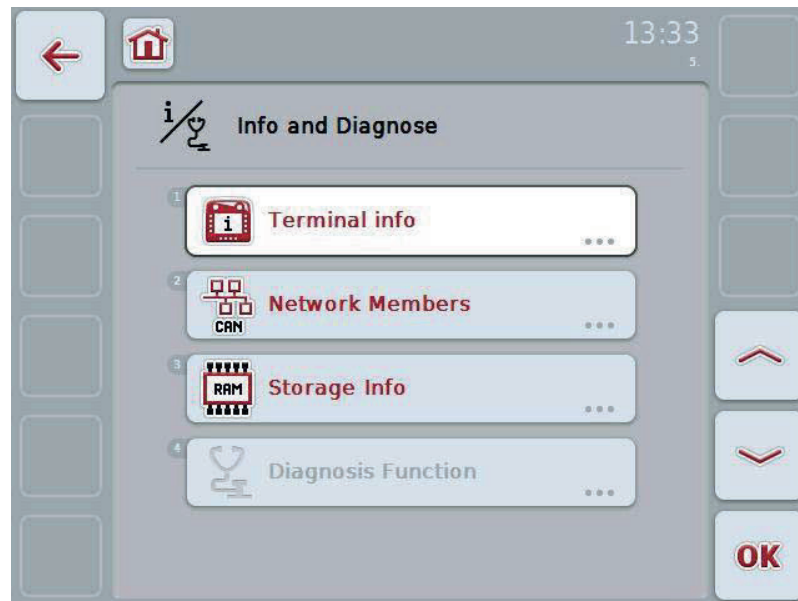 13:33
5.
i
Info and Diagnose
1
i
Terminal info
2
CAN
Network Members
3
RAM
Storage Info
4
Diagnosis Function
OK